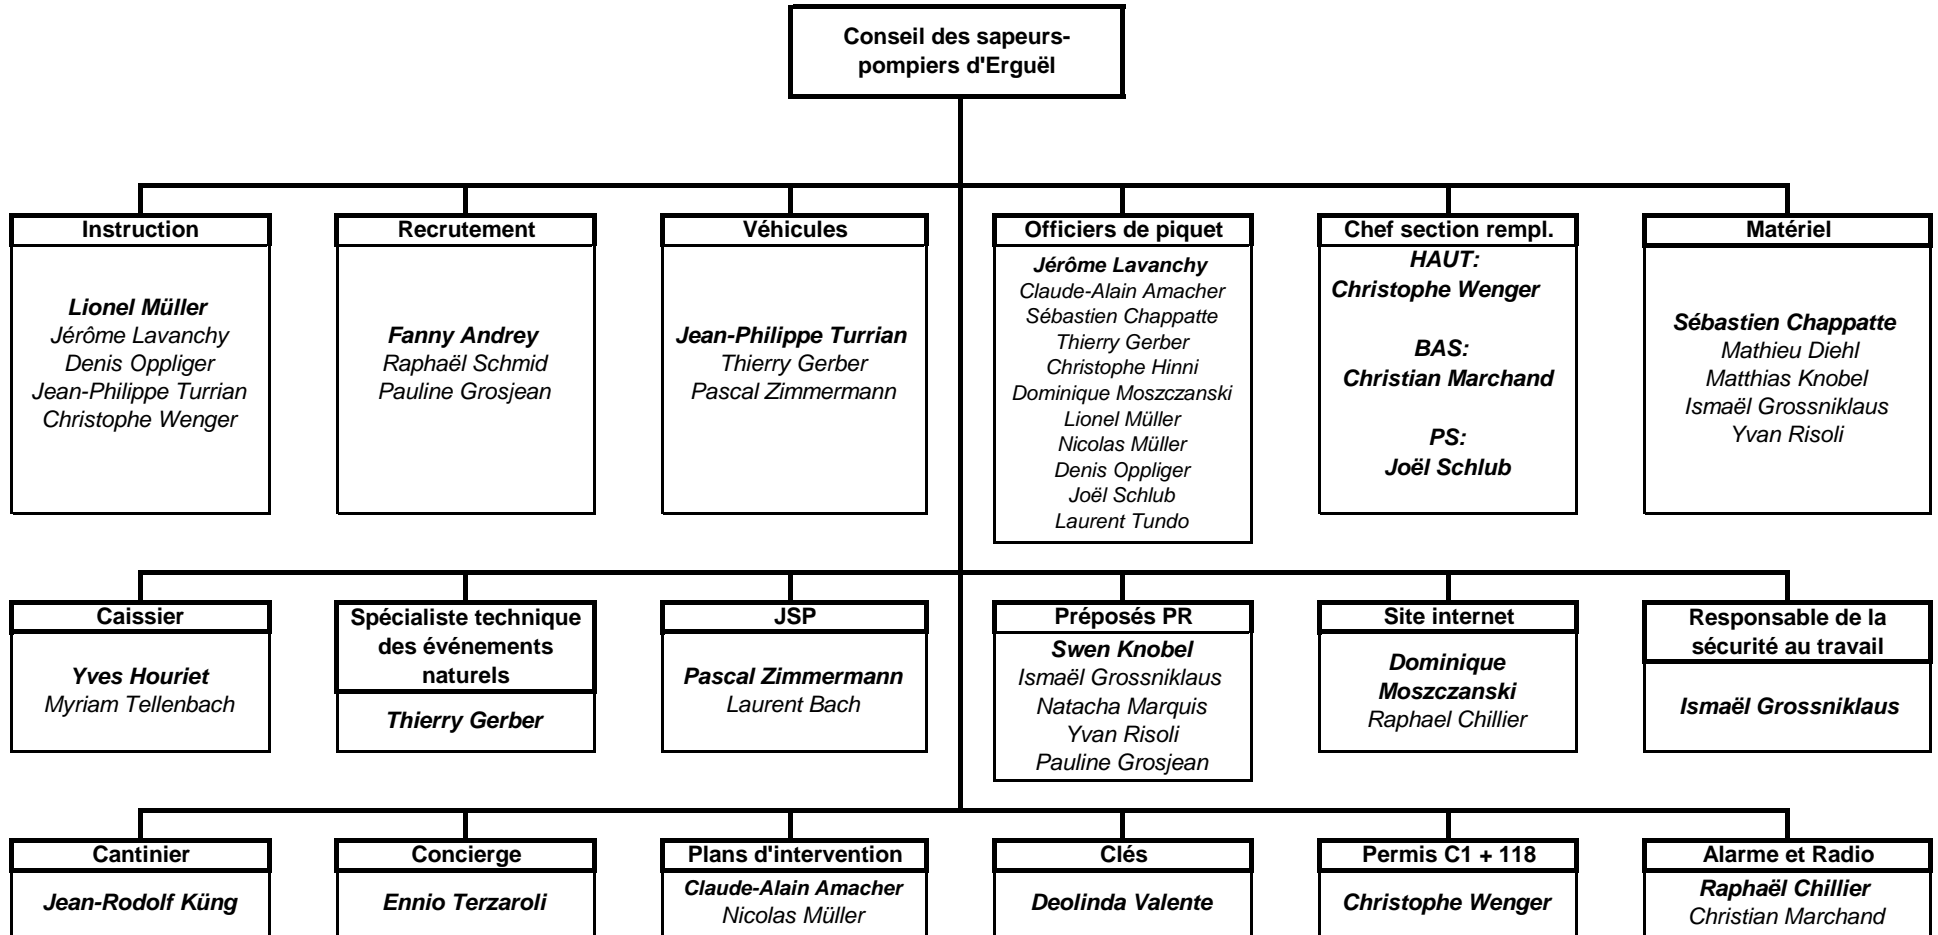 Conseil des sapeurs-
pompiers d'Erguël
Instruction
Lionel Müller
Jérôme Lavanchy
Denis Oppliger
Jean-Philippe Turrian
Christophe Wenger
Recrutement
Fanny Andrey
Raphaël Schmid
Pauline Grosjean
Véhicules
Jean-Philippe Turrian
Thierry Gerber
Pascal Zimmermann
Officiers de piquet
Jérôme Lavanchy
Claude-Alain Amacher
Sébastien Chappatte
Thierry Gerber
Christophe Hinni
Dominique Moszczanski
Lionel Müller
Nicolas Müller
Denis Oppliger
Joël Schlub
Laurent Tundo
Chef section rempl.
HAUT:
Christophe Wenger
BAS:
Christian Marchand
PS:
Joël Schlub
Matériel
Sébastien Chappatte
Mathieu Diehl
Matthias Knobel
Ismaël Grossniklaus
Yvan Risoli
Caissier
Yves Houriet
Myriam Tellenbach
Spécialiste technique
des événements
naturels
Thierry Gerber
JSP
Pascal Zimmermann
Laurent Bach
Préposés PR
Swen Knobel
Ismaël Grossniklaus
Natacha Marquis
Yvan Risoli
Pauline Grosjean
Site internet
Dominique
Moszczanski
Raphael Chillier
Responsable de la
sécurité au travail
Ismaël Grossniklaus
Cantinier
Jean-Rodolf Küng
Concierge
Ennio Terzaroli
Plans d'intervention
Claude-Alain Amacher
Nicolas Müller
Clés
Deolinda Valente
Permis C1 + 118
Christophe Wenger
Alarme et Radio
Raphaël Chillier
Christian Marchand